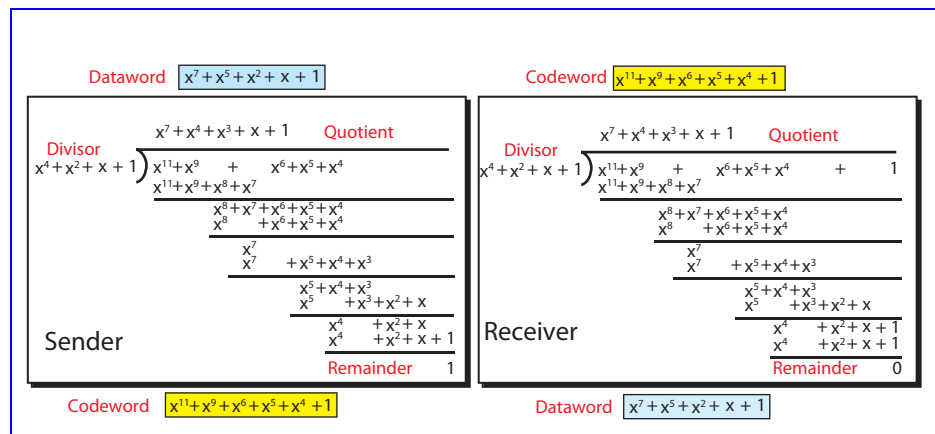 Dataword x⁷+x⁵+x²+x+1
x⁷+x⁴+x³+x+1 Quotient
Divisor
x⁴+x²+x+1 x¹¹+x⁹ + x⁶+x⁵+x⁴
x¹¹+x⁹+x⁸+x⁷
x⁸+x⁷+x⁶+x⁵+x⁴
x⁸ +x⁶+x⁵+x⁴
x⁷
x⁷ +x⁵+x⁴+x³
x⁵+x⁴+x³
x⁵ +x³+x²+x
x⁴ +x²+x
x⁴ +x²+x+1
Sender
Remainder 1
Codeword x¹¹+x⁹+x⁶+x⁵+x⁴+1
Codeword x¹¹+x⁹+x⁶+x⁵+x⁴+1
x⁷+x⁴+x³+x+1 Quotient
Divisor
x⁴+x²+x+1 x¹¹+x⁹ + x⁶+x⁵+x⁴ + 1
x¹¹+x⁹+x⁸+x⁷
x⁸+x⁷+x⁶+x⁵+x⁴
x⁸ +x⁶+x⁵+x⁴
x⁷
x⁷ +x⁵+x⁴+x³
x⁵+x⁴+x³
x⁵ +x³+x²+x
x⁴ +x²+x+1
x⁴ +x²+x+1
Receiver
Remainder 0
Dataword x⁷+x⁵+x²+x+1